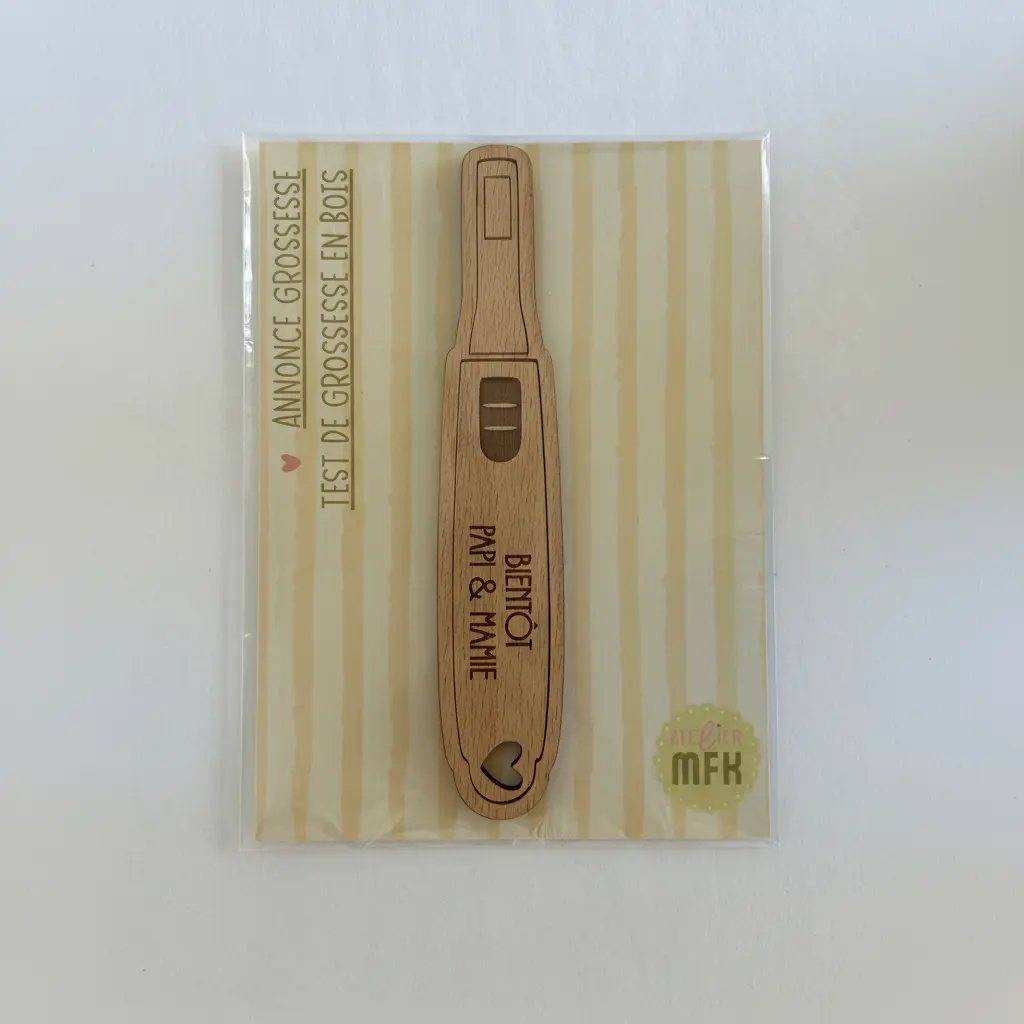 ANNONCE GROSSESSE
TEST DE GROSSESSE EN BOIS
BIENTÔT
PAPI & MAMIE
ATELIER
MFK